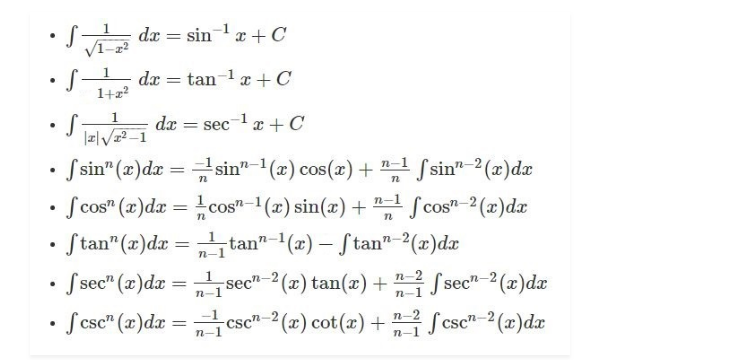 • ∫ 1/√(1−x²) dx = sin⁻¹ x + C
• ∫ 1/(1+x²) dx = tan⁻¹ x + C
• ∫ 1/(|x|√(x²−1)) dx = sec⁻¹ x + C
• ∫ sinⁿ(x)dx = −1/n sinⁿ⁻¹(x) cos(x) + (n−1)/n ∫ sinⁿ⁻²(x)dx
• ∫ cosⁿ(x)dx = 1/n cosⁿ⁻¹(x) sin(x) + (n−1)/n ∫ cosⁿ⁻²(x)dx
• ∫ tanⁿ(x)dx = 1/(n−1) tanⁿ⁻¹(x) − ∫ tanⁿ⁻²(x)dx
• ∫ secⁿ(x)dx = 1/(n−1) secⁿ⁻²(x) tan(x) + (n−2)/(n−1) ∫ secⁿ⁻²(x)dx
• ∫ cscⁿ(x)dx = −1/(n−1) cscⁿ⁻²(x) cot(x) + (n−2)/(n−1) ∫ cscⁿ⁻²(x)dx